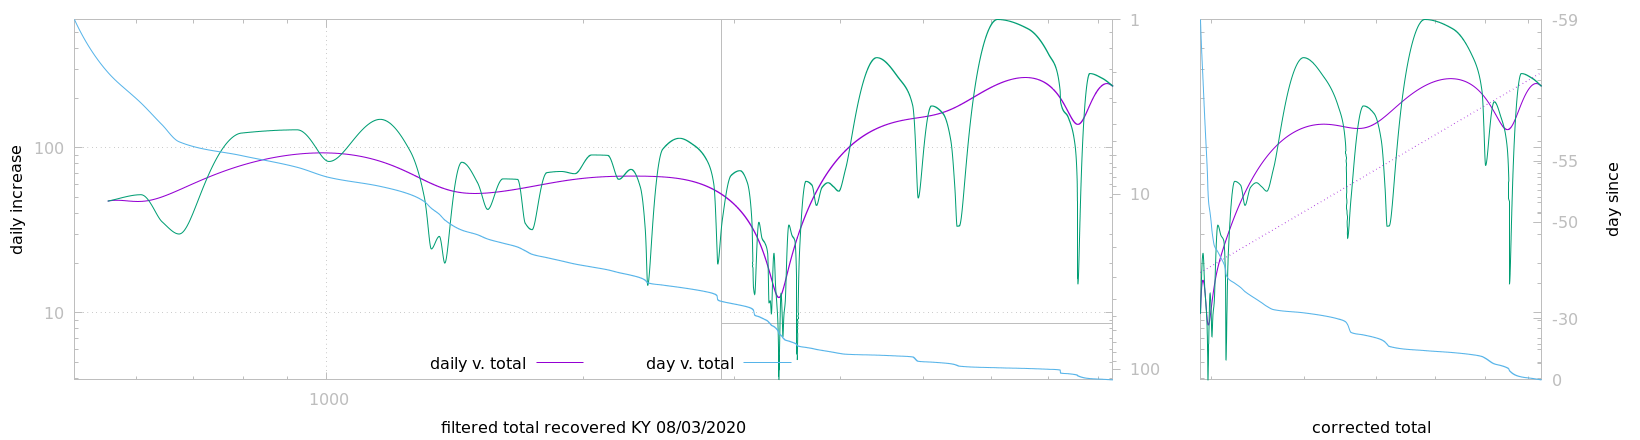 daily increase
100
10
1000
daily v. total
day v. total
1
10
100
filtered total recovered KY 08/03/2020
-59
-55
-50
-30
0
day since
corrected total